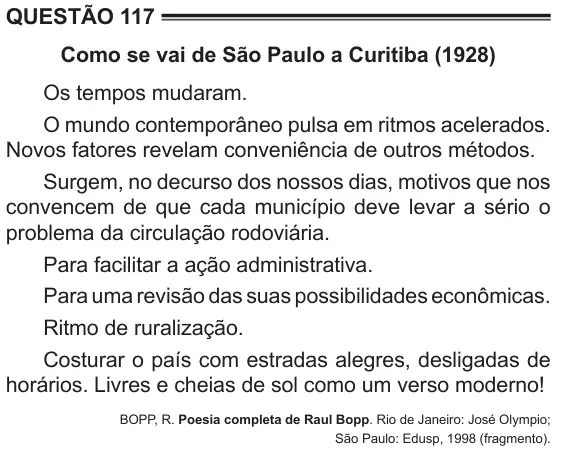 QUESTÃO 117
Como se vai de São Paulo a Curitiba (1928)
Os tempos mudaram.
O mundo contemporâneo pulsa em ritmos acelerados.
Novos fatores revelam conveniência de outros métodos.
Surgem, no decurso dos nossos dias, motivos que nos
convencem de que cada município deve levar a sério o
problema da circulação rodoviária.
Para facilitar a ação administrativa.
Para uma revisão das suas possibilidades econômicas.
Ritmo de ruralização.
Costurar o país com estradas alegres, desligadas de
horários. Livres e cheias de sol como um verso moderno!
BOPP, R. Poesia completa de Raul Bopp. Rio de Janeiro: José Olympio;
São Paulo: Edusp, 1998 (fragmento).